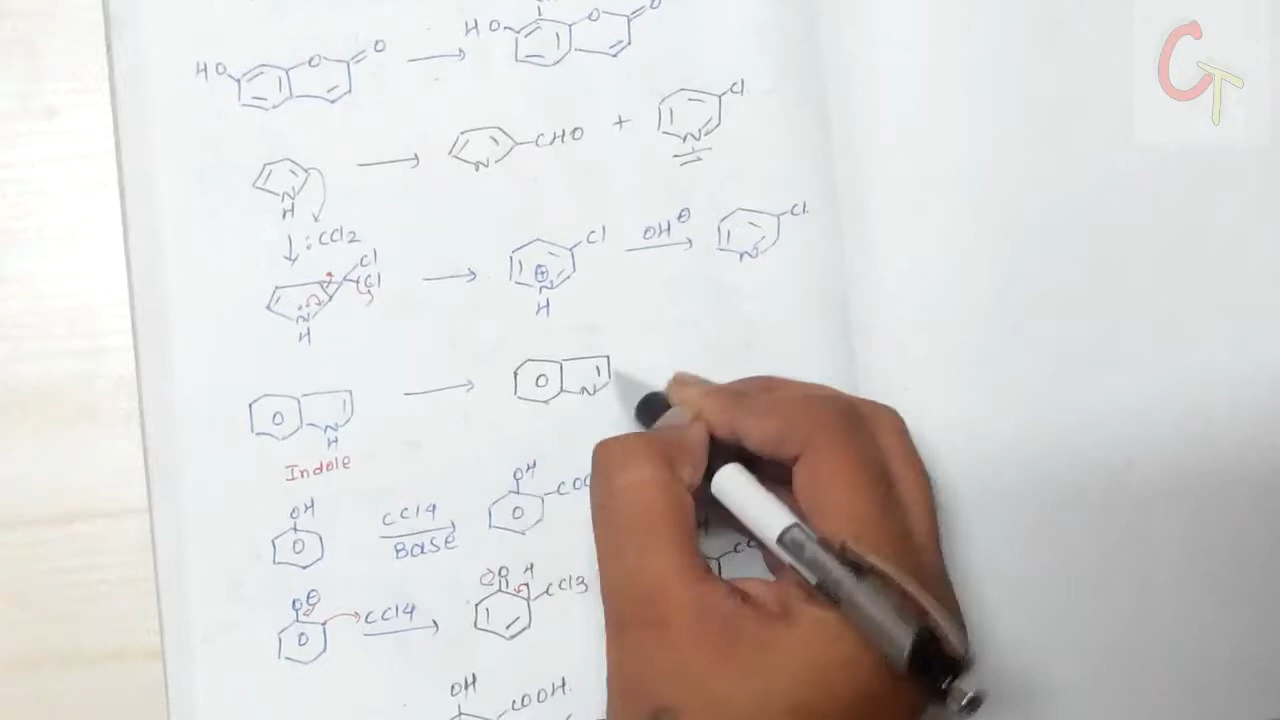 HO O O → HO O O
N H → N CHO + N Cl
:CCl2
Cl Cl N H → Cl ⊕ N H OH⊖ → Cl N
N H → N
Indole
OH CCl4 Base → OH
O⊖ CCl4 → O H CCl3
OH COOH
CT